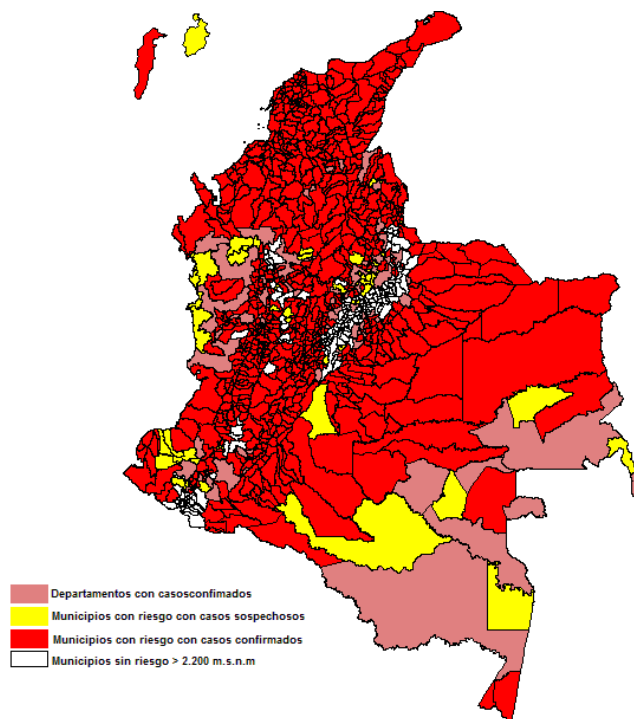 Departamentos con casosconfimados
Municipios con riesgo con casos sospechosos
Municipios con riesgo con casos confirmados
Municipios sin riesgo > 2.200 m.s.n.m